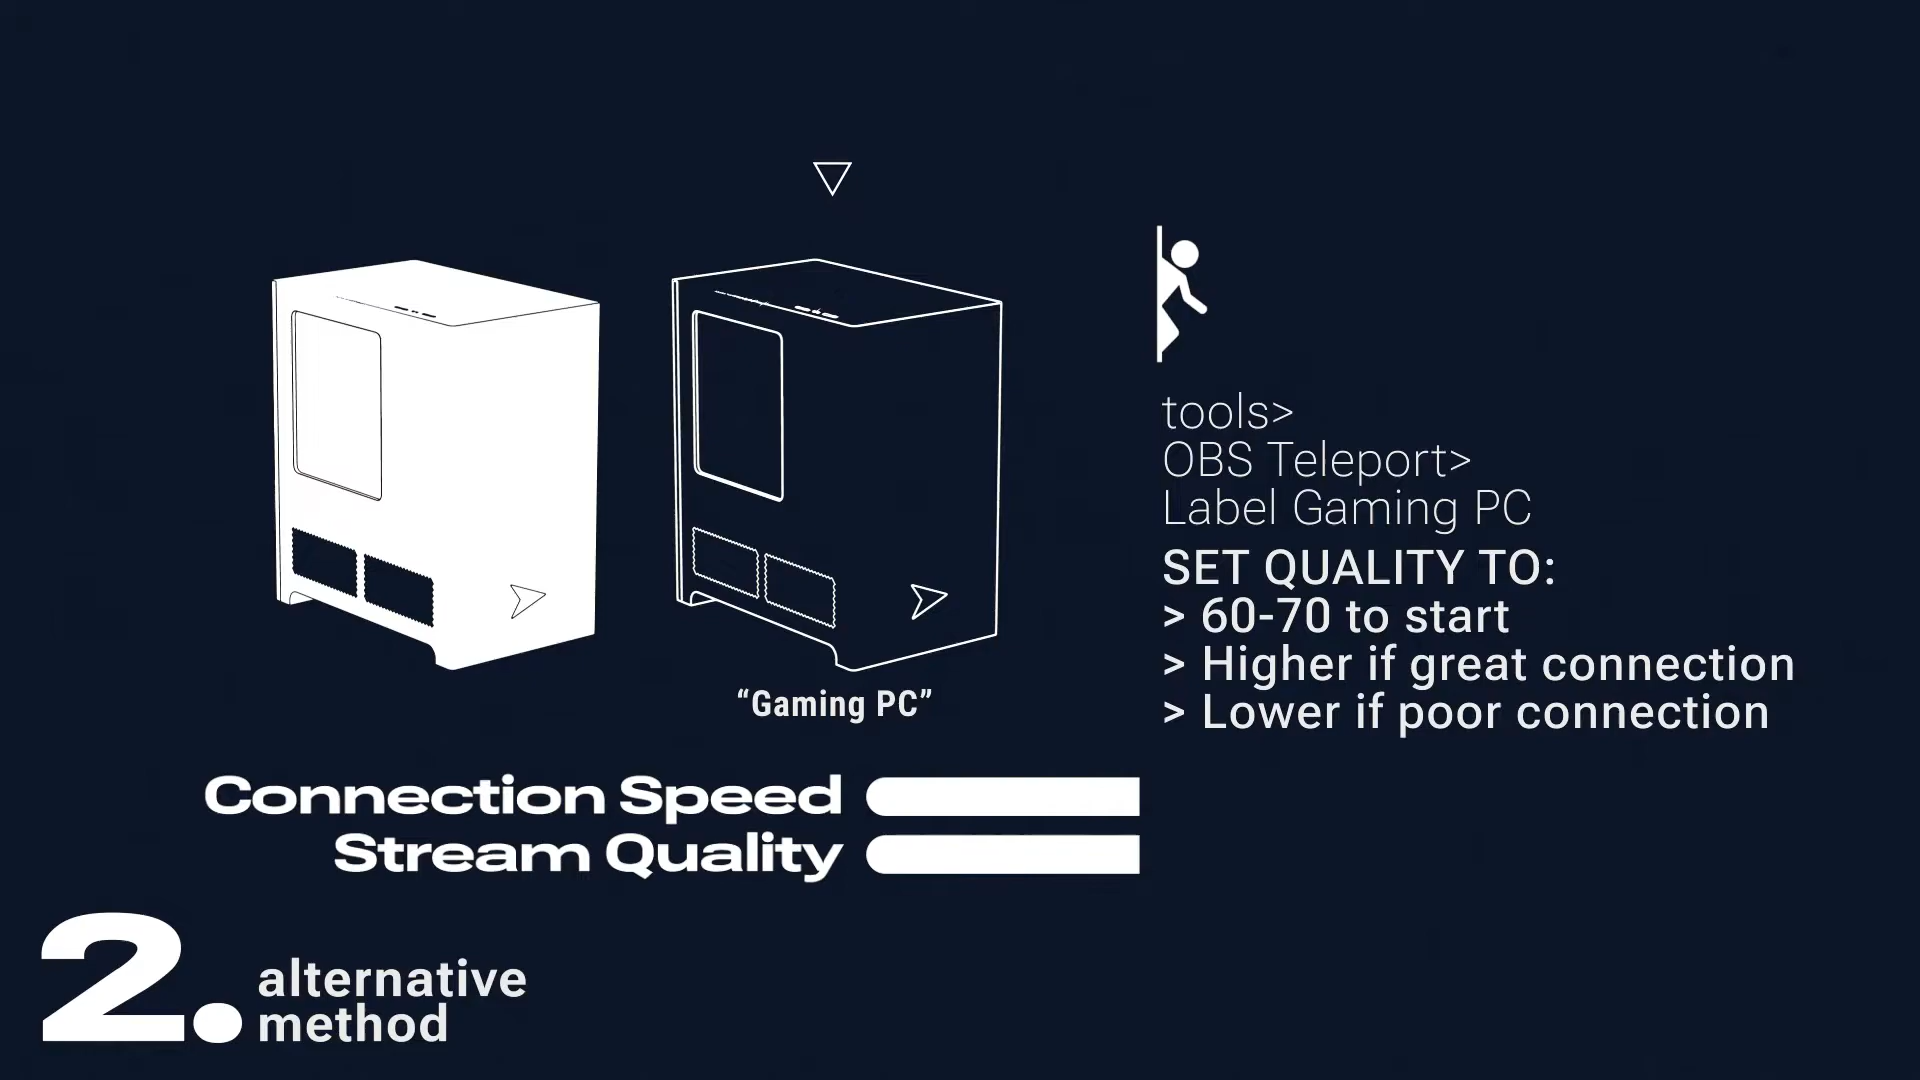 tools>
OBS Teleport>
Label Gaming PC
SET QUALITY TO:
> 60-70 to start
> Higher if great connection
> Lower if poor connection
“Gaming PC”
Connection Speed
Stream Quality
2. alternative
method